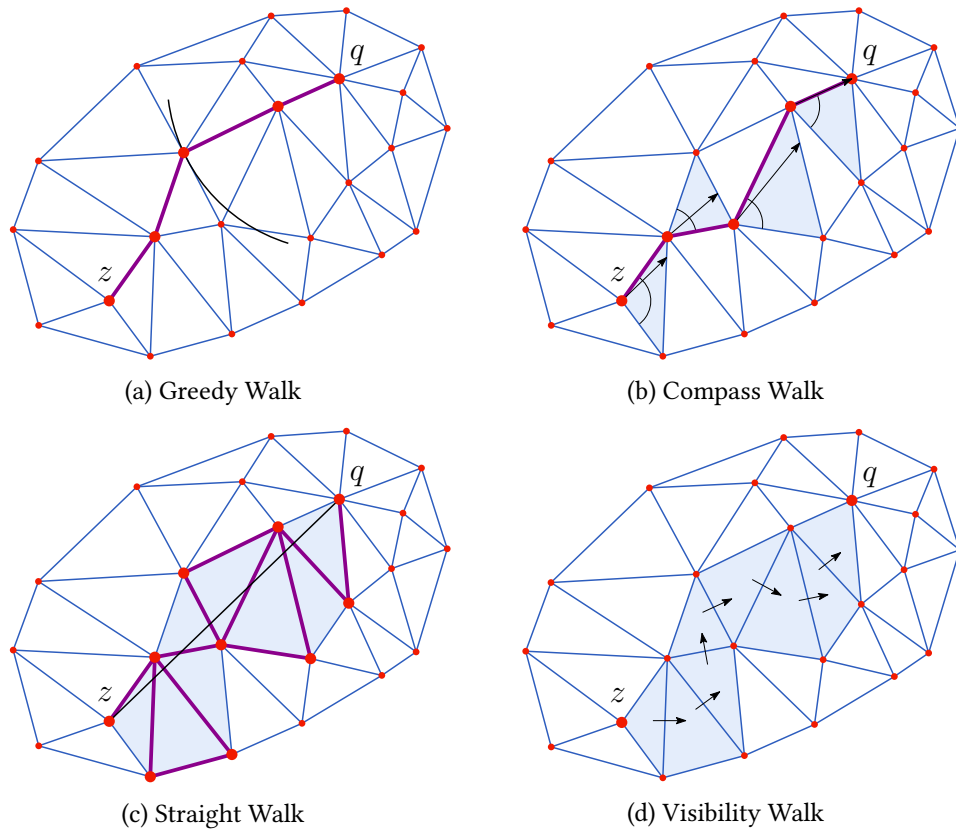 q
z
(a) Greedy Walk
q
z
(b) Compass Walk
q
z
(c) Straight Walk
q
z
(d) Visibility Walk